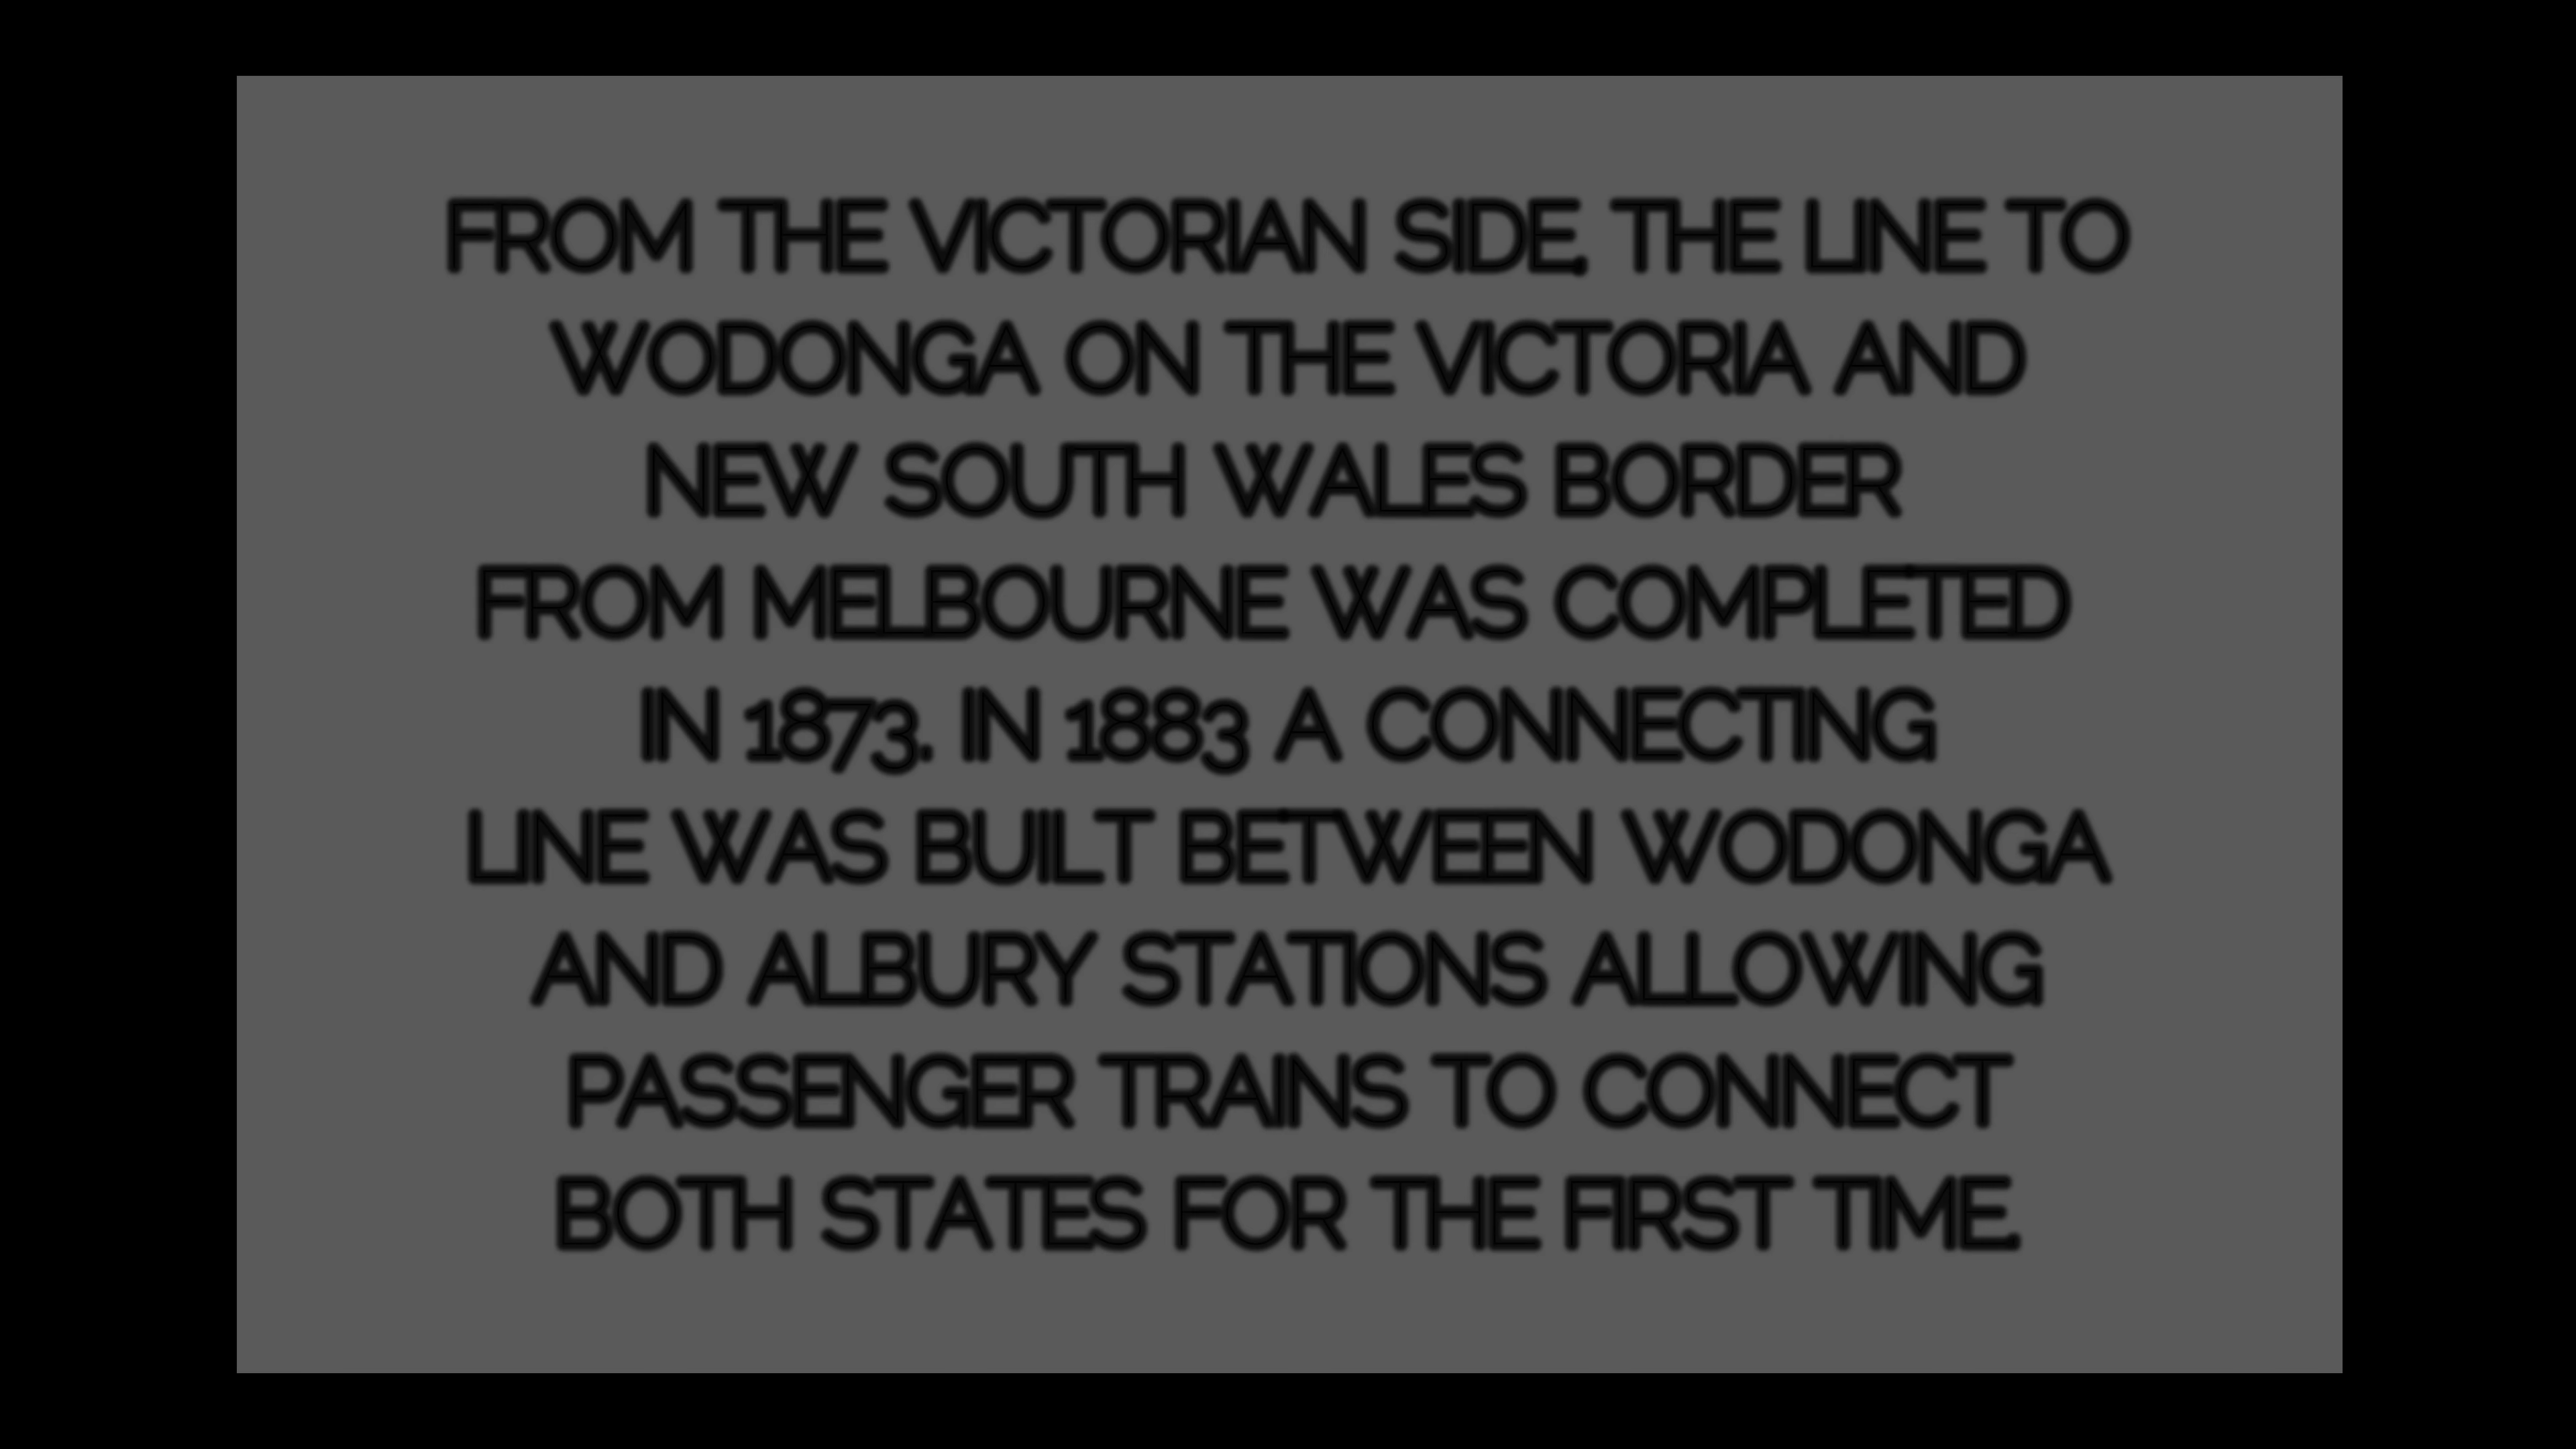 FROM THE VICTORIAN SIDE, THE LINE TO
WODONGA ON THE VICTORIA AND
NEW SOUTH WALES BORDER
FROM MELBOURNE WAS COMPLETED
IN 1873. IN 1883 A CONNECTING
LINE WAS BUILT BETWEEN WODONGA
AND ALBURY STATIONS ALLOWING
PASSENGER TRAINS TO CONNECT
BOTH STATES FOR THE FIRST TIME.